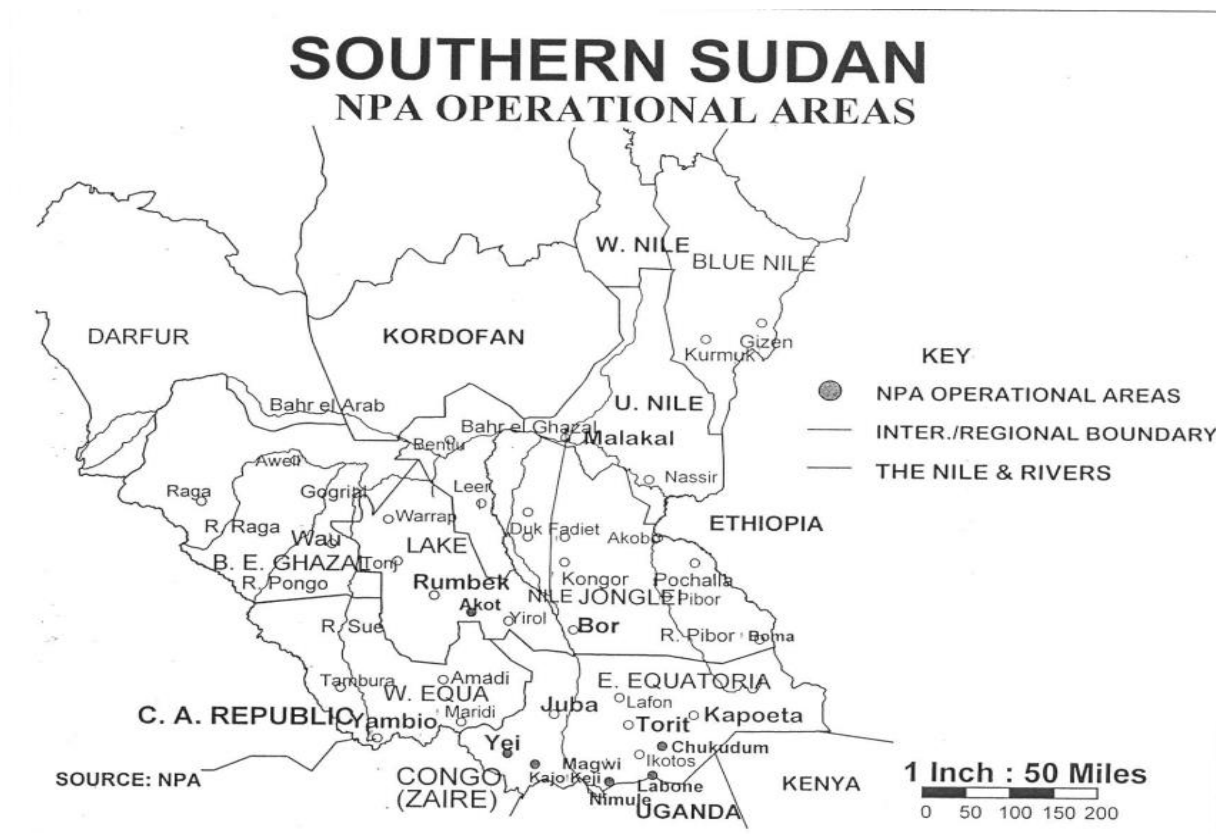 SOUTHERN SUDAN
NPA OPERATIONAL AREAS
W. NILE
BLUE NILE
DARFUR
KORDOFAN
Gizen
Kurmuk
KEY
NPA OPERATIONAL AREAS
INTER./REGIONAL BOUNDARY
THE NILE & RIVERS
Bahr el Arab
U. NILE
Bahr el Ghazal
Malakal
Bentiu
Aweil
Nassir
Raga
Gogrial
Leer
Warrap
R. Raga
Duk Fadiet
Akobo
ETHIOPIA
Wau
LAKE
B. E. GHAZAL
Tom
R. Pongo
Rumbek
Kongor
Pochalla
NILE
JONGLEI
Pibor
Akot
Yirol
R. Sue
Bor
R. Pibor
Boma
Tambura
Amadi
E. EQUATORIA
W. EQUA
Lafon
C. A. REPUBLIC
Yambio
Maridi
Juba
Torit
Kapoeta
Yei
Chukudum
Ikotos
Magwi
SOURCE: NPA
CONGO
(ZAIRE)
Kajo Keji
Labone
Nimule
UGANDA
KENYA
1 Inch : 50 Miles
0 50 100 150 200